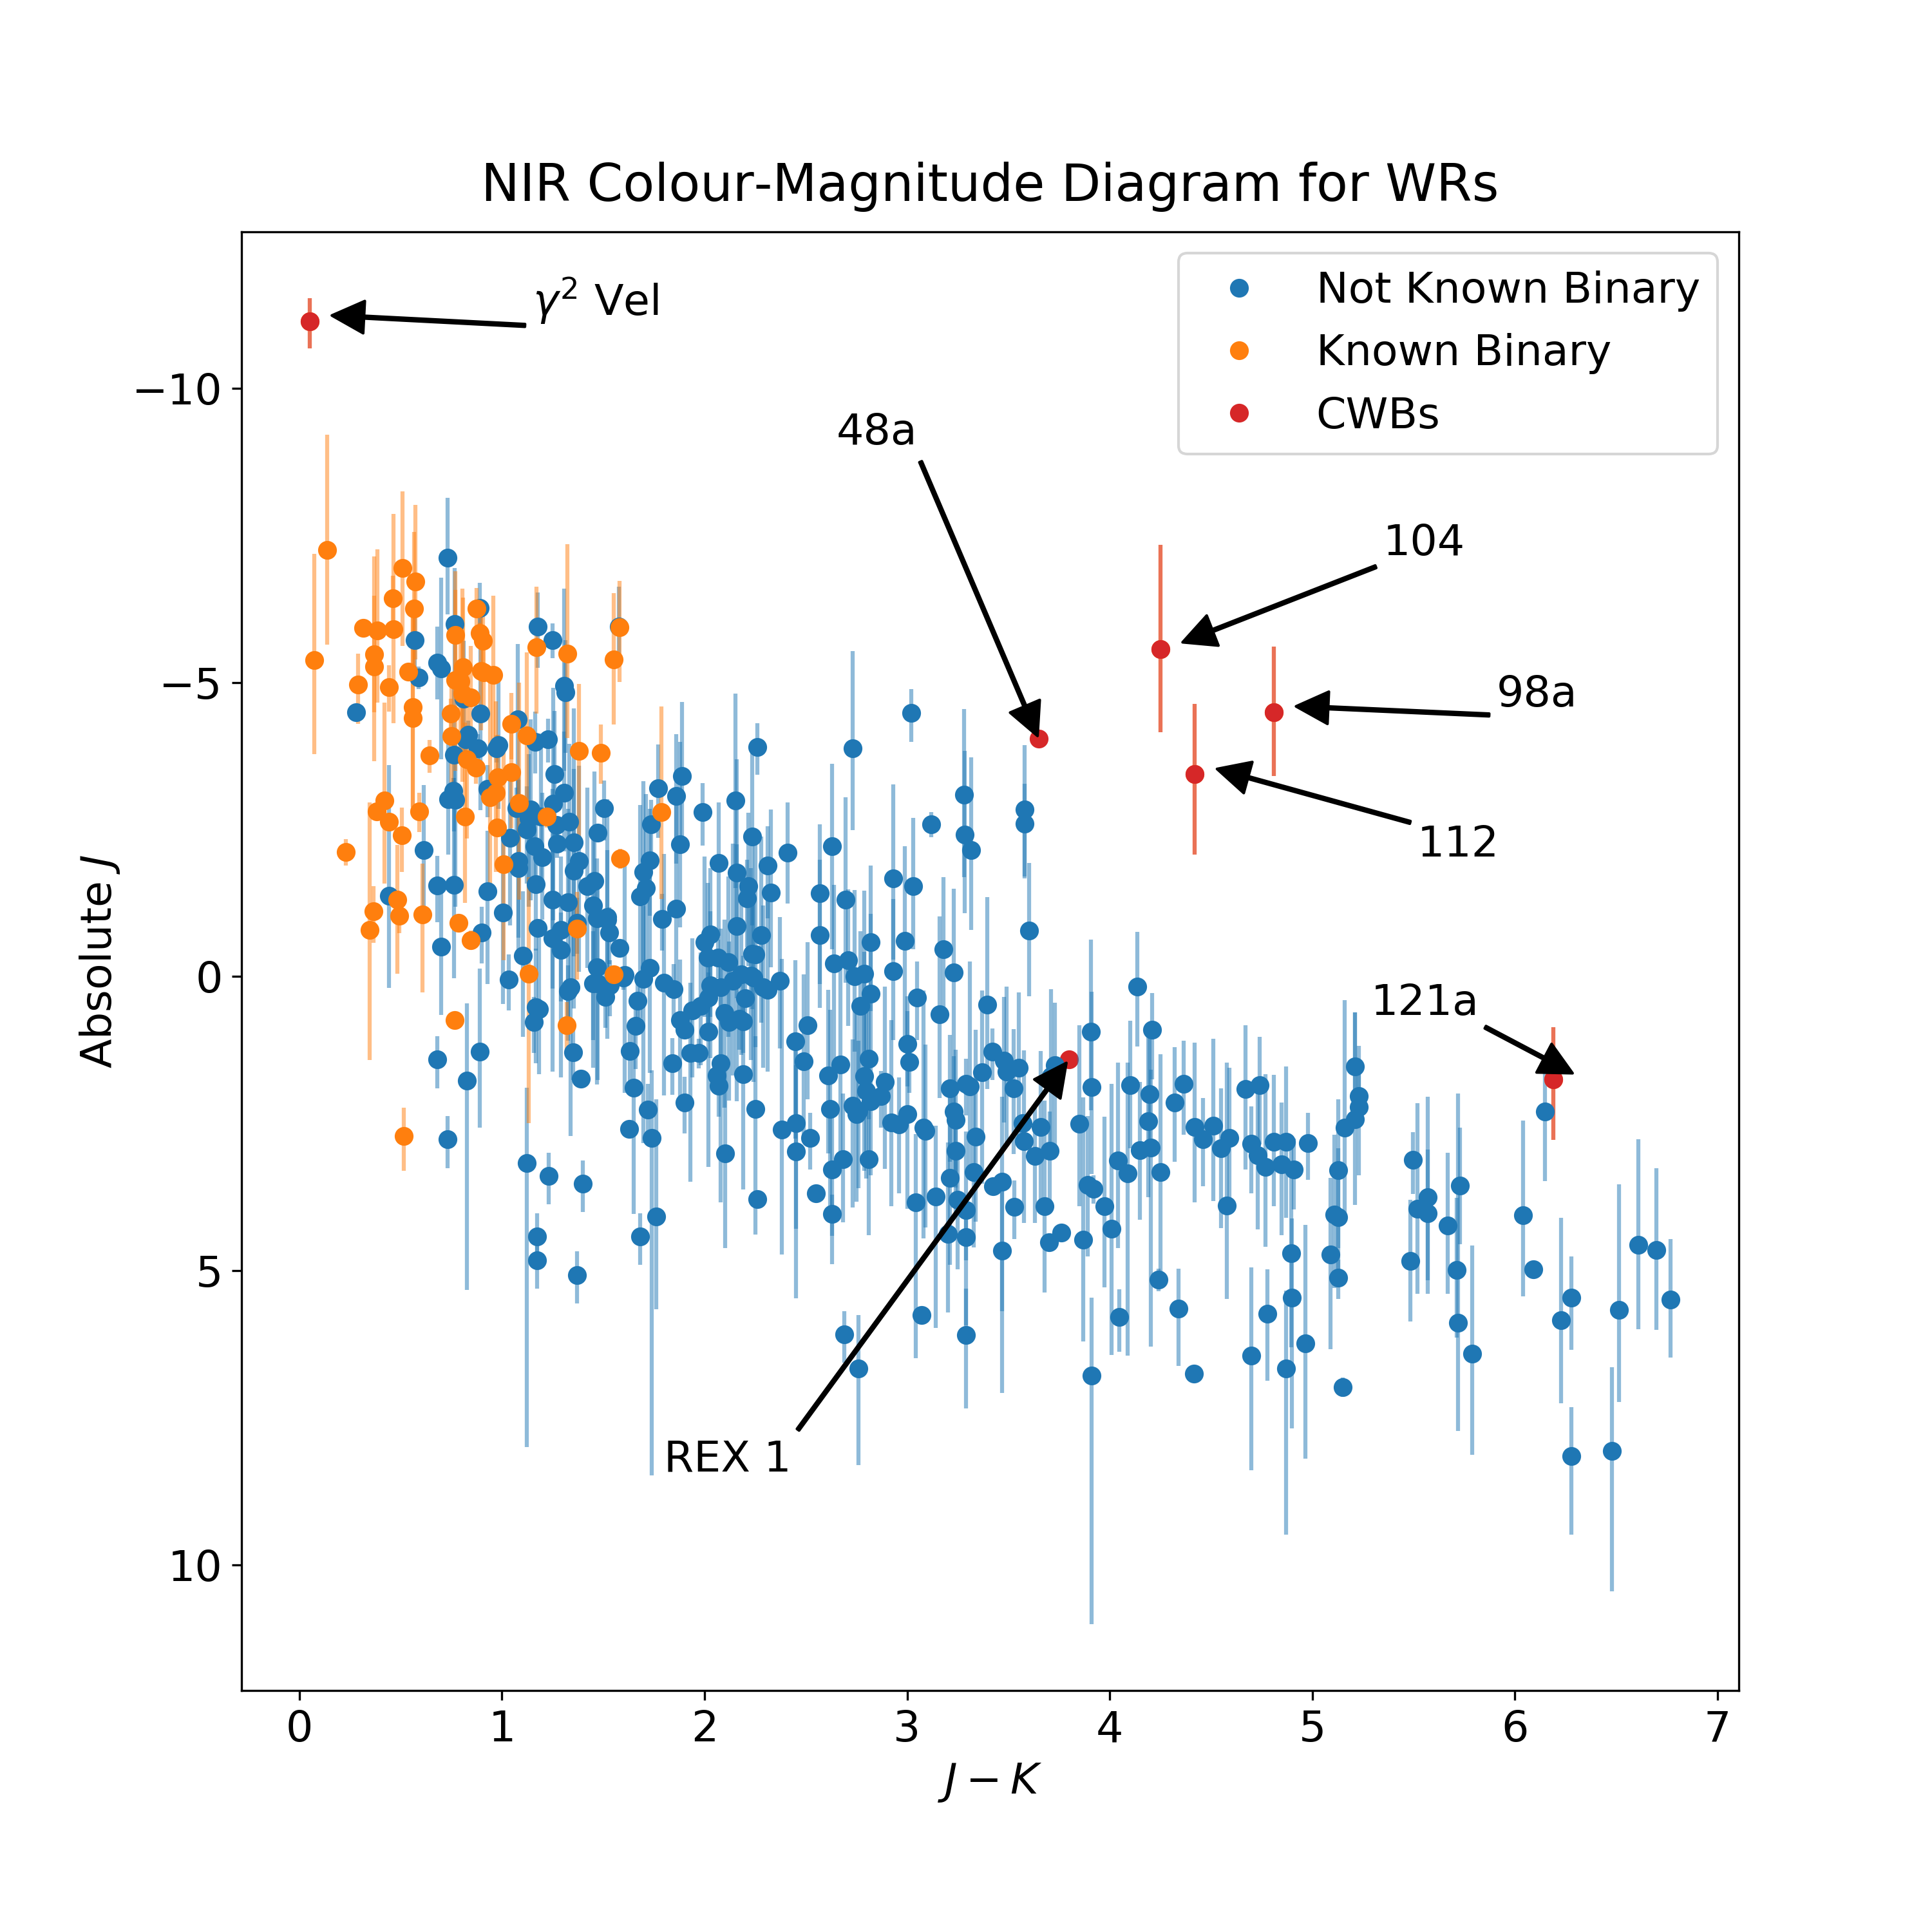 NIR Colour-Magnitude Diagram for WRs
γ² Vel
Not Known Binary
Known Binary
CWBs
48a
104
98a
112
121a
REX 1
−10
−5
0
5
10
Absolute J
0 1 2 3 4 5 6 7
J − K